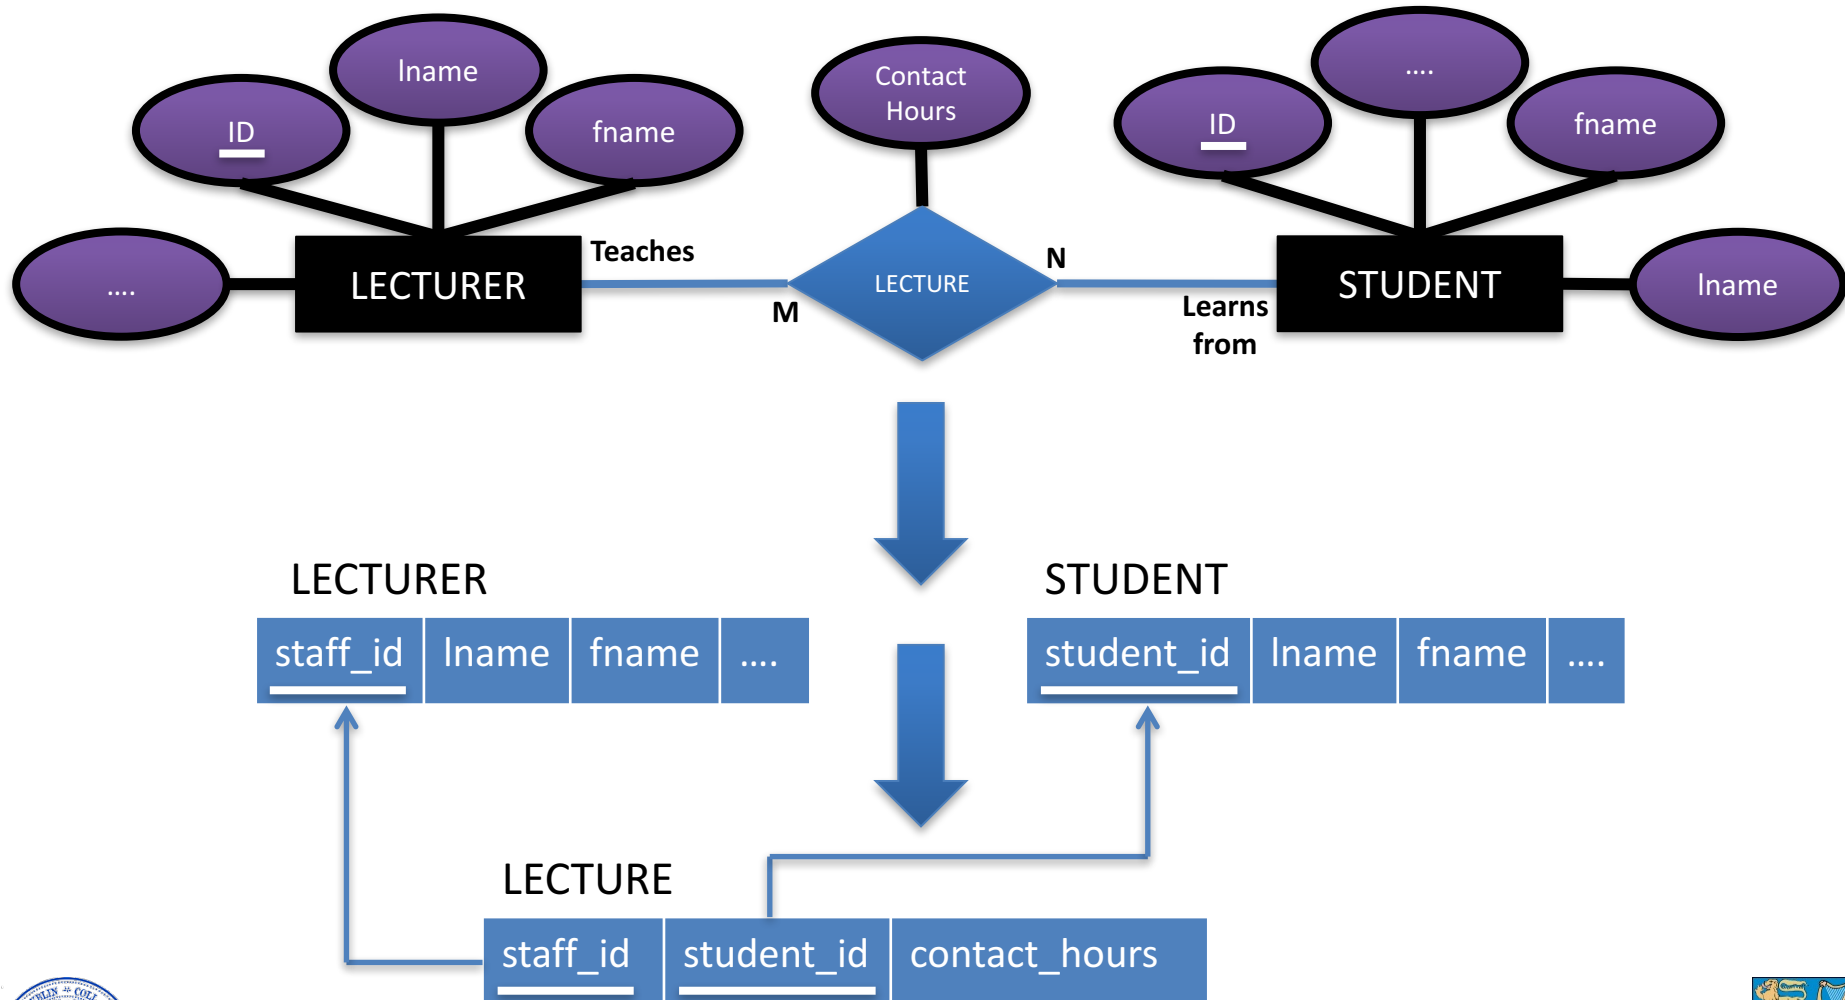 lname
Contact
Hours
....
ID
fname
ID
fname
Teaches
N
....
LECTURER
LECTURE
STUDENT
lname
M
Learns
from
LECTURER
STUDENT
staff_id lname fname ....
student_id lname fname ....
LECTURE
staff_id student_id contact_hours